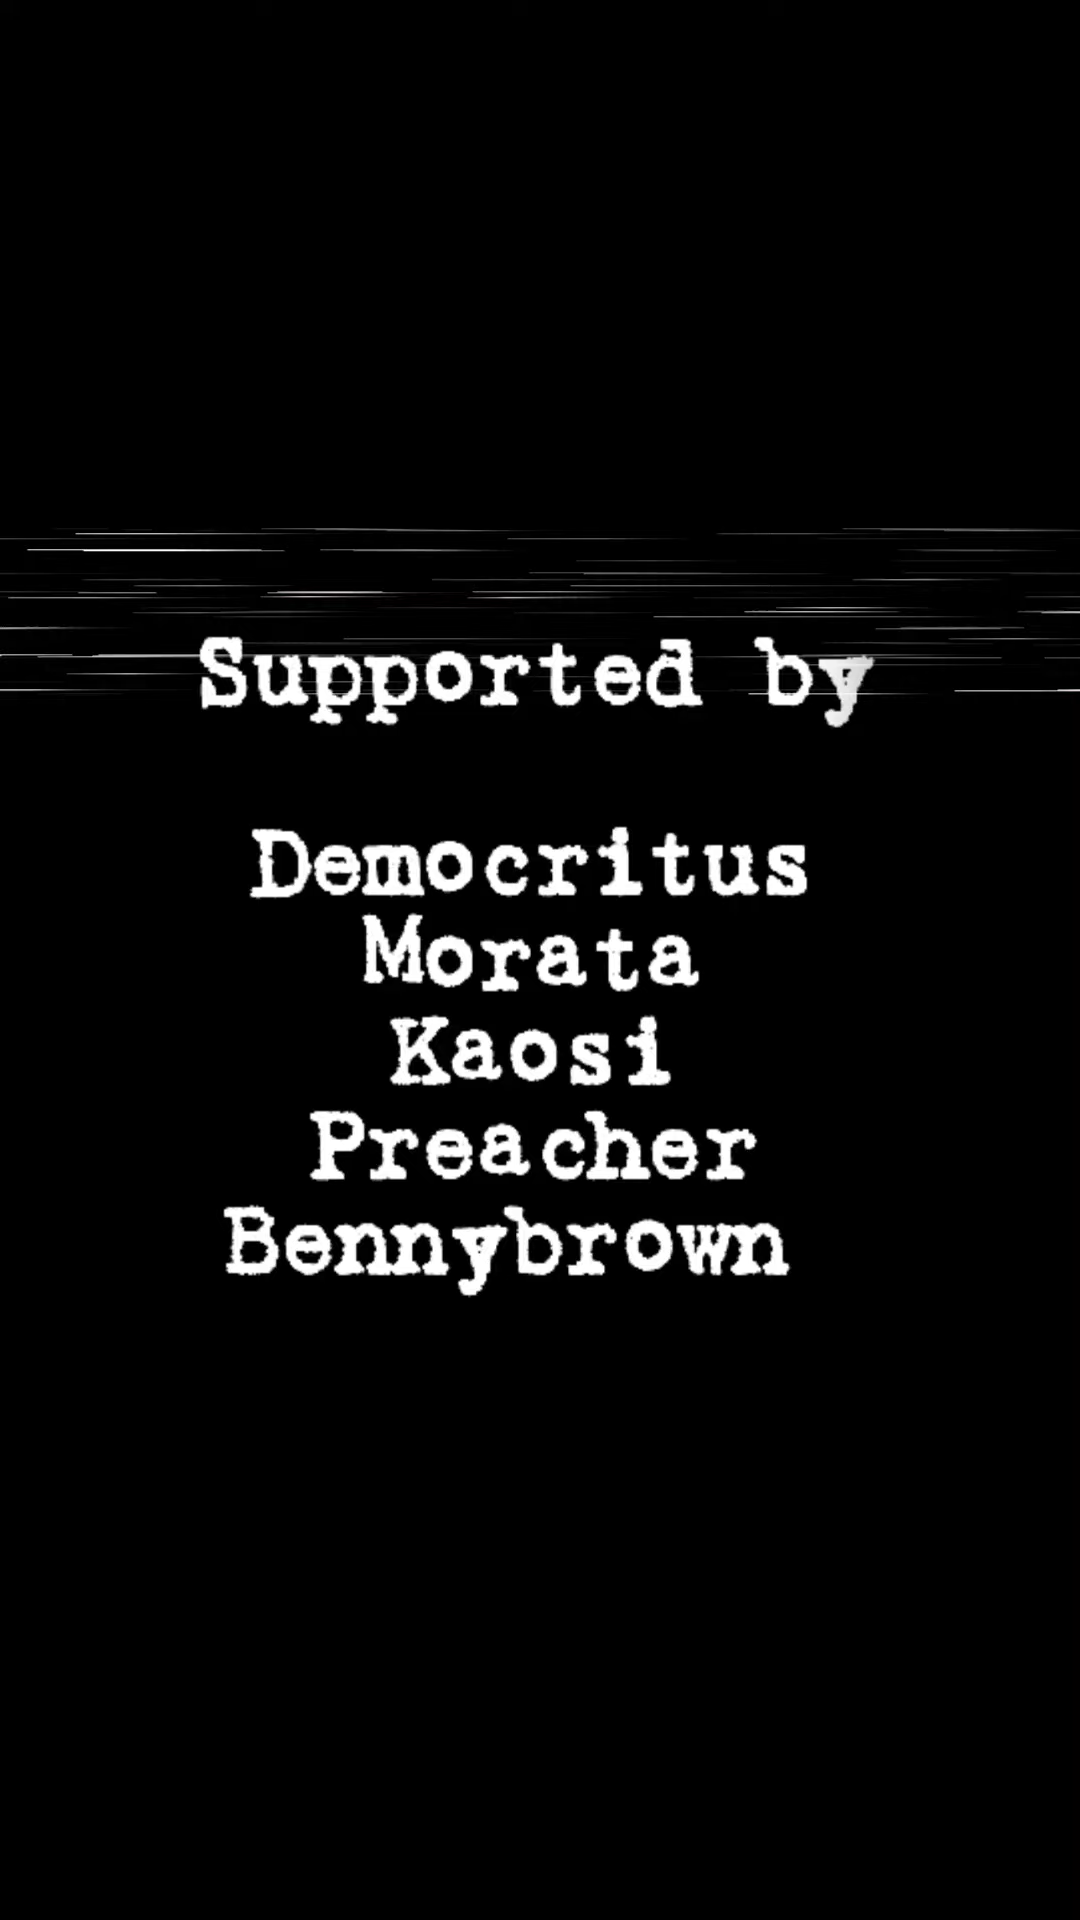 Supported by
Democritus
Morata
Kaosi
Preacher
Bennybrown